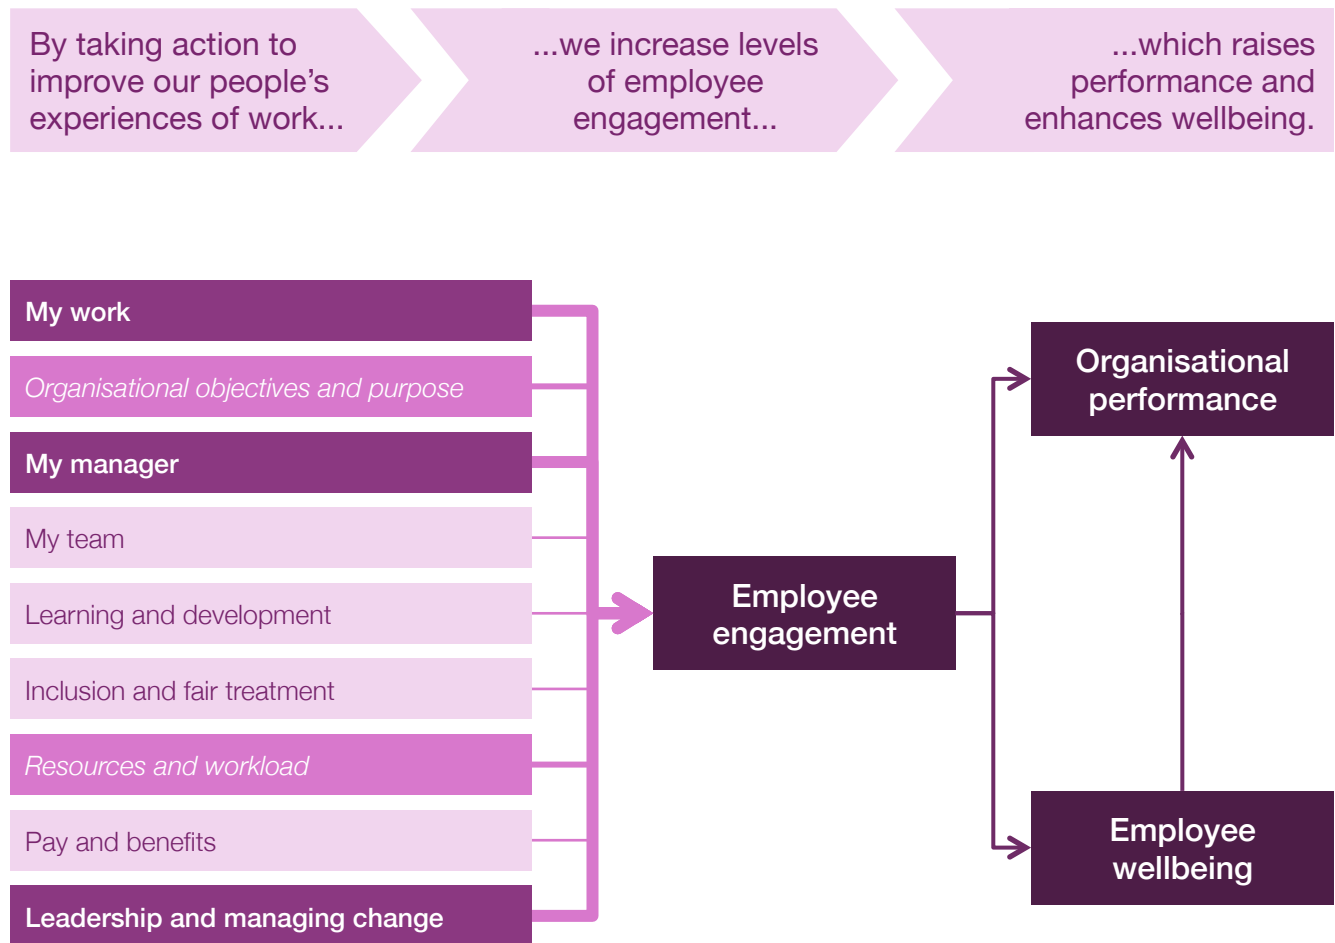 By taking action to
improve our people’s
experiences of work...
...we increase levels
of employee
engagement...
...which raises
performance and
enhances wellbeing.
My work
Organisational objectives and purpose
My manager
My team
Learning and development
Inclusion and fair treatment
Resources and workload
Pay and benefits
Leadership and managing change
Employee
engagement
Organisational
performance
Employee
wellbeing